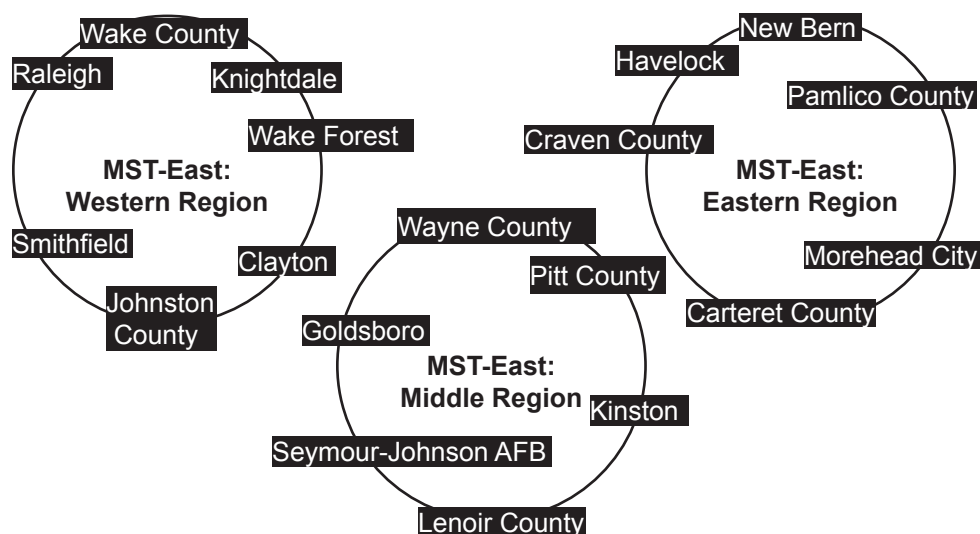 Wake County
Raleigh
Knightdale
Wake Forest
MST-East:
Western Region
Smithfield
Clayton
Johnston
County
New Bern
Havelock
Pamlico County
Craven County
MST-East:
Eastern Region
Morehead City
Carteret County
Wayne County
Pitt County
Goldsboro
MST-East:
Middle Region
Kinston
Seymour-Johnson AFB
Lenoir County